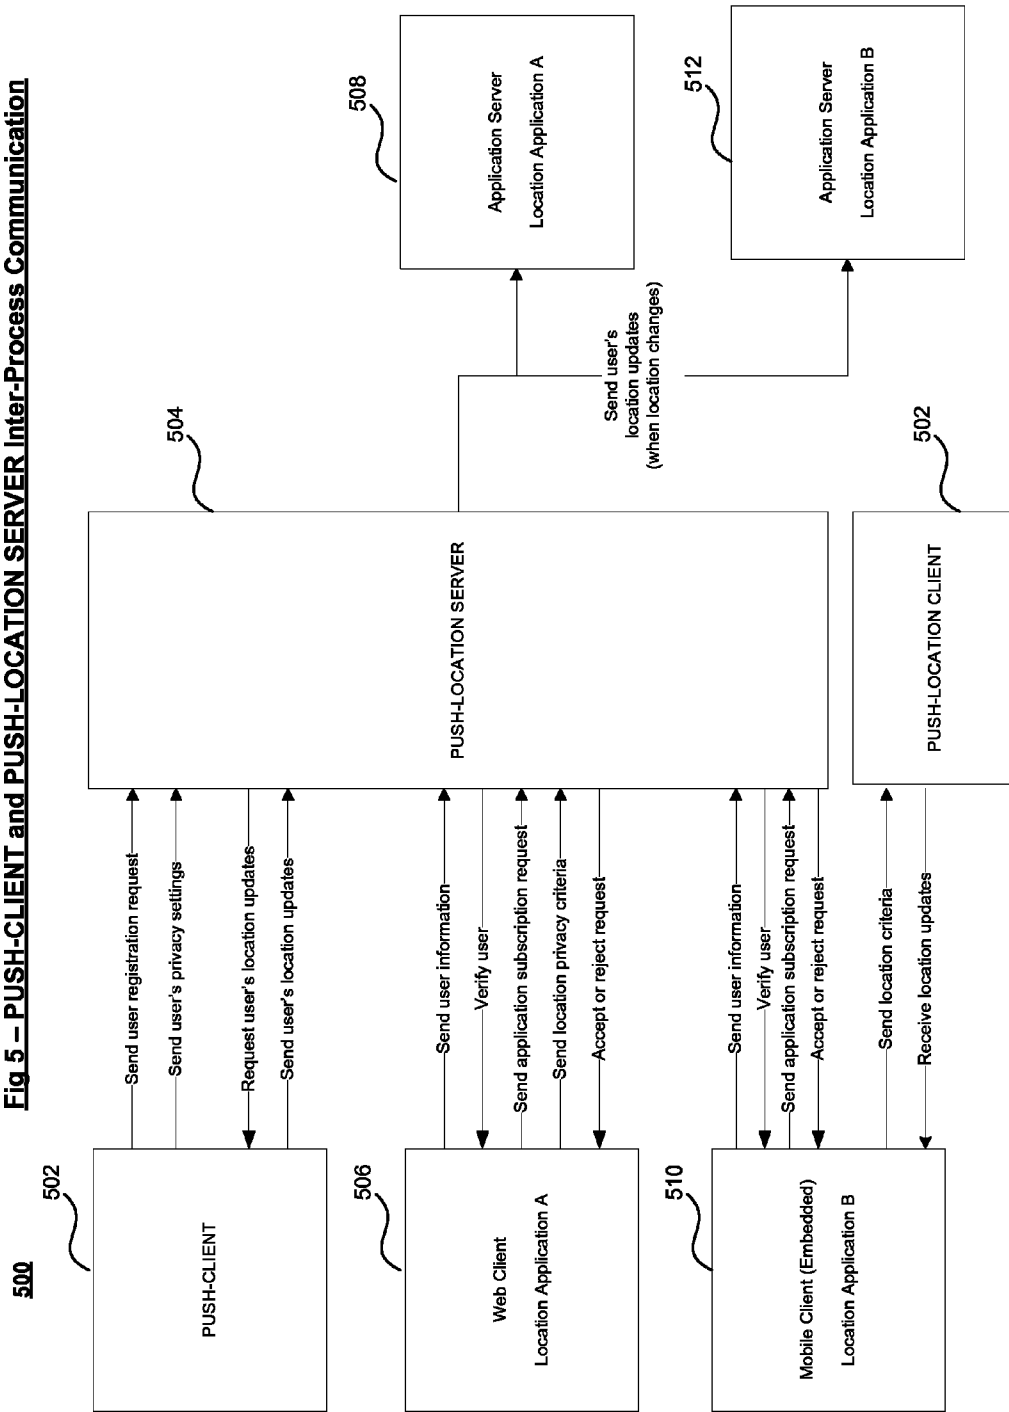 Fig 5 – PUSH-CLIENT and PUSH-LOCATION SERVER Inter-Process Communication
500
502
PUSH-CLIENT
Send user registration request
Send user's privacy settings
Request user's location updates
Send user's location updates
506
Web Client
Location Application A
Send user information
Verify user
Send application subscription request
Send location privacy criteria
Accept or reject request
510
Mobile Client (Embedded)
Location Application B
Send user information
Verify user
Send application subscription request
Accept or reject request
Send location criteria
Receive location updates
504
PUSH-LOCATION SERVER
502
PUSH-LOCATION CLIENT
Send user's
location updates
(when location changes)
508
Application Server
Location Application A
512
Application Server
Location Application B